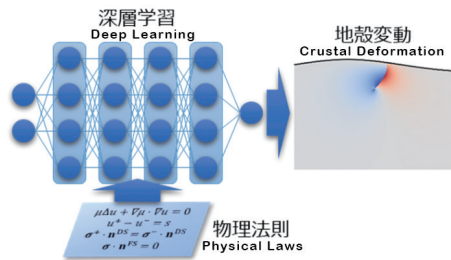 深層学習
Deep Learning
地殻変動
Crustal Deformation
μΔu + ∇μ · ∇u = 0
u⁺ − u⁻ = s
σ⁺ · n^DS = σ⁻ · n^DS
σ · n^FS = 0
物理法則
Physical Laws